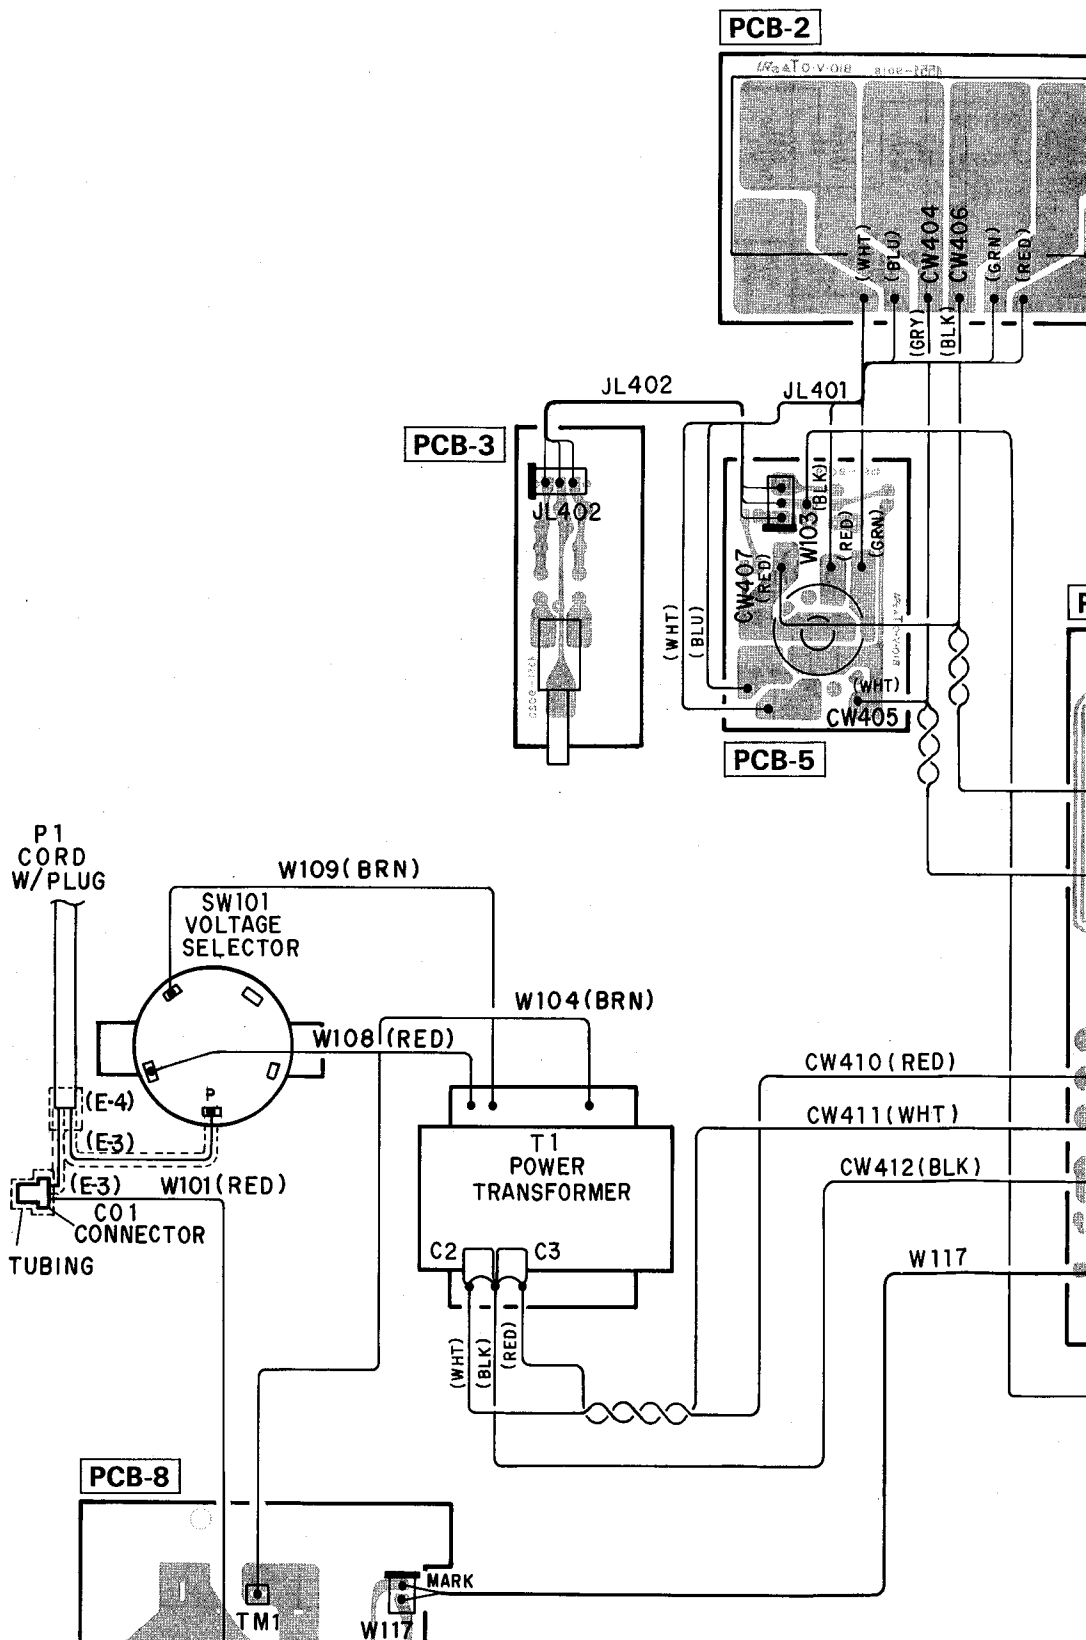 PCB-2
(WHT)
(BLU)
CW404
CW406
(GRN)
(RED)
(GRY)
(BLK)
JL402
JL401
PCB-3
JL402
(BLK)
W103
(RED)
(GRN)
CW407
(RED)
(WHT)
(BLU)
(WHT)
CW405
PCB-5
P
P1
CORD
W/PLUG
W109(BRN)
SW101
VOLTAGE
SELECTOR
W104(BRN)
W108(RED)
CW410(RED)
P
(E-4)
CW411(WHT)
(E-3)
T1
POWER
TRANSFORMER
CW412(BLK)
(E-3)
W101(RED)
CO1
CONNECTOR
TUBING
C2
C3
W117
(WHT)
(BLK)
(RED)
PCB-8
MARK
TM1
W117